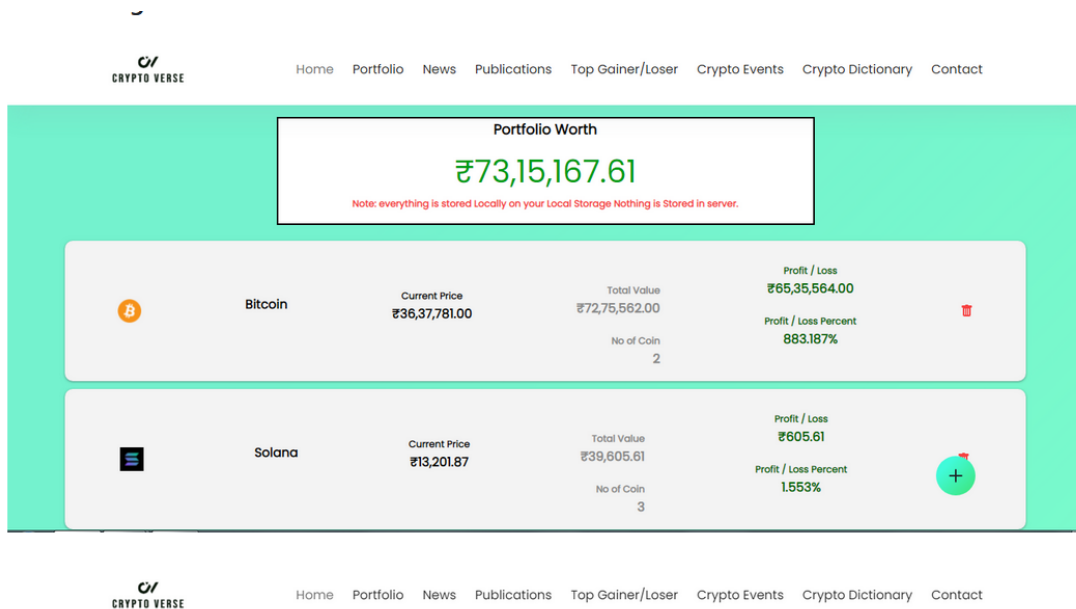 CRYPTO VERSE
Home Portfolio News Publications Top Gainer/Loser Crypto Events Crypto Dictionary Contact
Portfolio Worth
₹73,15,167.61
Note: everything is stored Locally on your Local Storage Nothing is Stored in server.
Bitcoin
Current Price
₹36,37,781.00
Total Value
₹72,75,562.00
No of Coin
2
Profit / Loss
₹65,35,564.00
Profit / Loss Percent
883.187%
Solana
Current Price
₹13,201.87
Total Value
₹39,605.61
No of Coin
3
Profit / Loss
₹605.61
Profit / Loss Percent
1.553%
+
CRYPTO VERSE
Home Portfolio News Publications Top Gainer/Loser Crypto Events Crypto Dictionary Contact